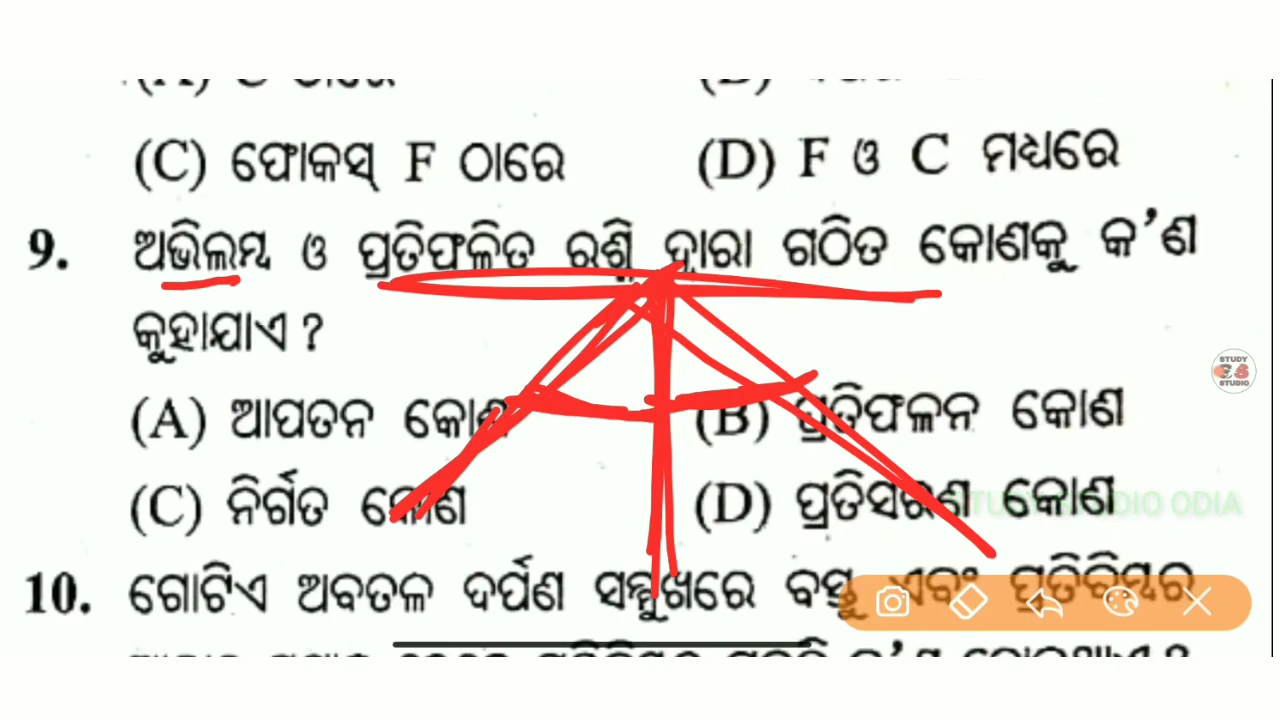 (C) ଫୋକସ୍ F ଠାରେ (D) F ଓ C ମଧ୍ୟରେ
9. ଅଭିଲମ୍ବ ଓ ପ୍ରତିଫଳିତ ରଶ୍ମି ଦ୍ୱାରା ଗଠିତ କୋଣକୁ କ'ଣ
କୁହାଯାଏ ?
(A) ଆପତନ କୋଣ (B) ପ୍ରତିଫଳନ କୋଣ
(C) ନିର୍ଗତ କୋଣ (D) ପ୍ରତିସରଣ କୋଣ
10. ଗୋଟିଏ ଅବତଳ ଦର୍ପଣ ସମ୍ମୁଖରେ ବସ୍ତୁ ଏବଂ ପ୍ରତିବିମ୍ବର
STUDY
STUDIO
ODIA